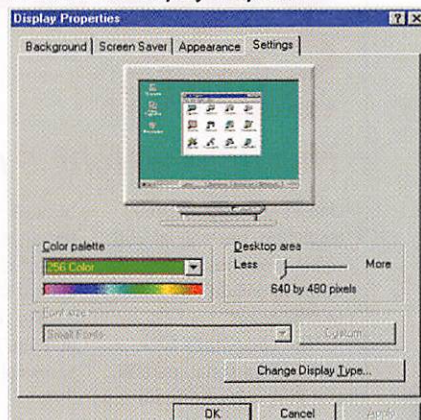 Display Properties
Background Screen Saver Appearance Settings
Color palette
256 Color
Desktop area
Less More
640 by 480 pixels
Font size
Small Fonts
Custom...
Change Display Type...
OK Cancel Apply